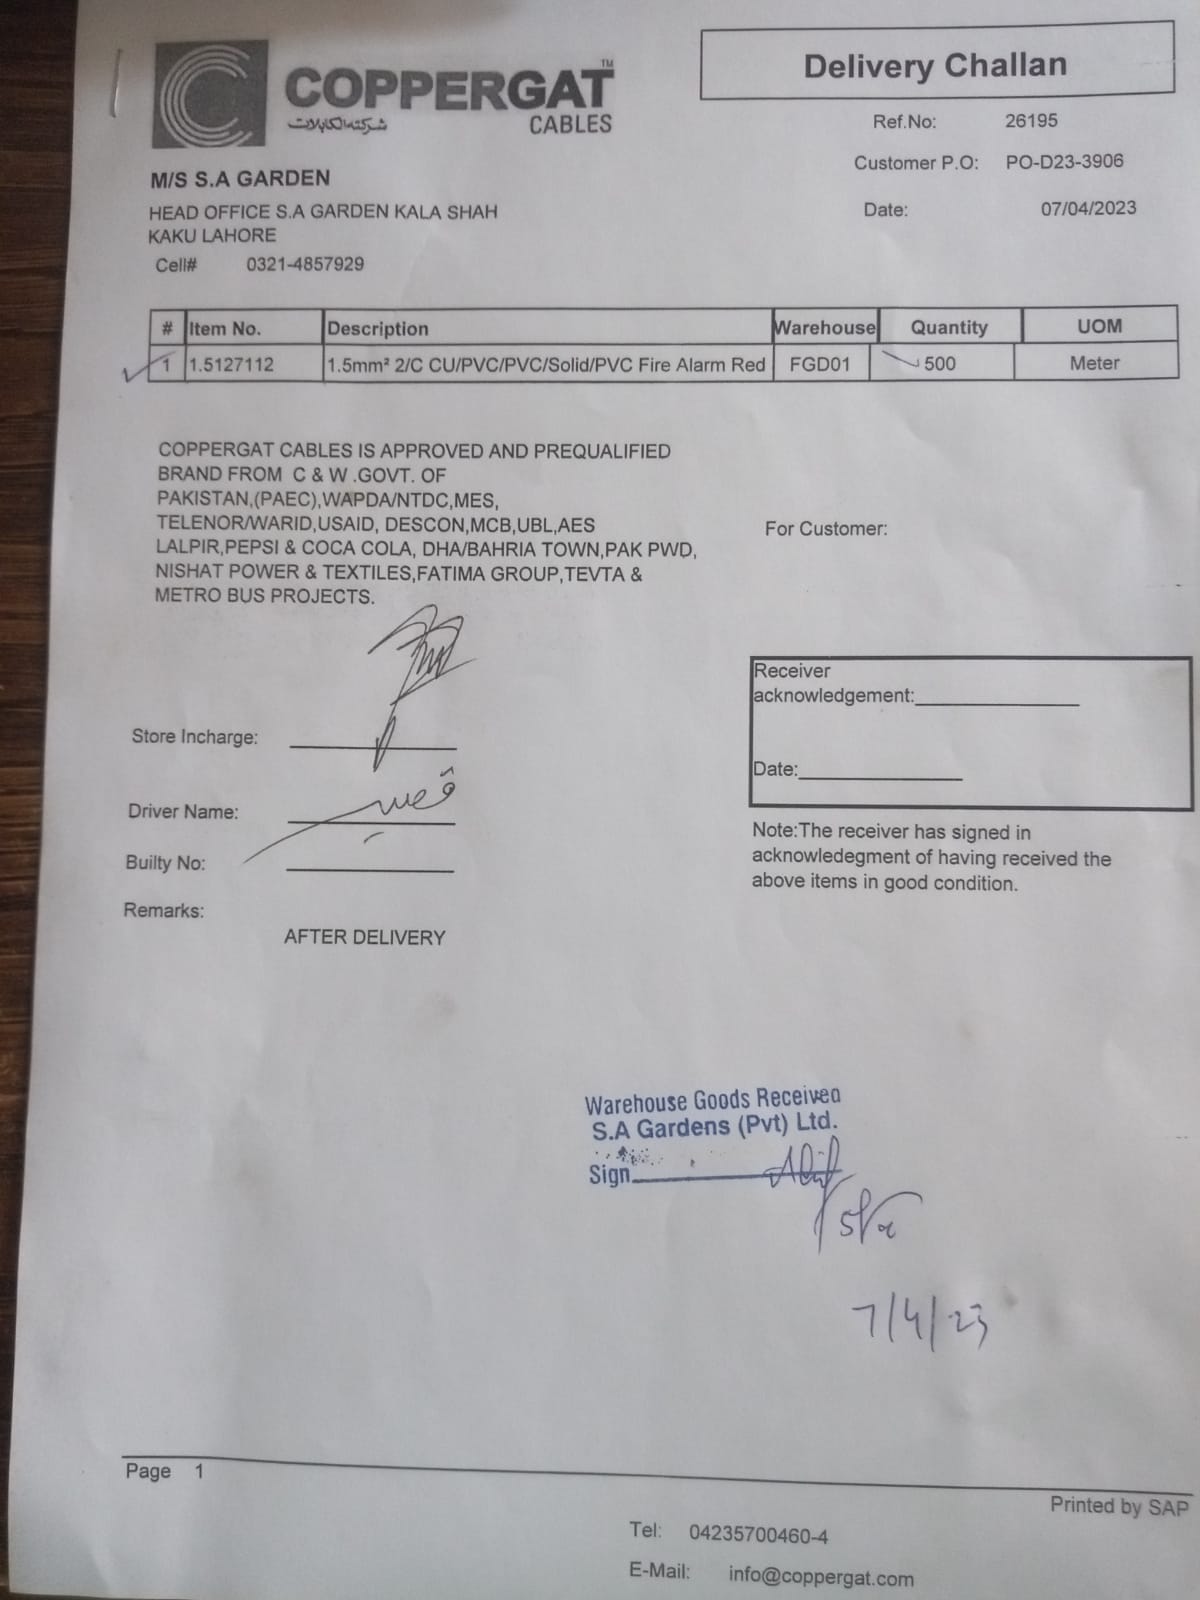 COPPERGAT™
CABLES
Delivery Challan
Ref.No: 26195
Customer P.O: PO-D23-3906
Date: 07/04/2023
M/S S.A GARDEN
HEAD OFFICE S.A GARDEN KALA SHAH
KAKU LAHORE
Cell# 0321-4857929
# Item No. Description Warehouse Quantity UOM
1 1.5127112 1.5mm² 2/C CU/PVC/PVC/Solid/PVC Fire Alarm Red FGD01 500 Meter
COPPERGAT CABLES IS APPROVED AND PREQUALIFIED
BRAND FROM C & W .GOVT. OF
PAKISTAN,(PAEC),WAPDA/NTDC,MES,
TELENOR/WARID,USAID, DESCON,MCB,UBL,AES
LALPIR,PEPSI & COCA COLA, DHA/BAHRIA TOWN,PAK PWD,
NISHAT POWER & TEXTILES,FATIMA GROUP,TEVTA &
METRO BUS PROJECTS.
For Customer:
Receiver
acknowledgement:
Date:
Store Incharge:
Driver Name:
Builty No:
Remarks:
AFTER DELIVERY
Note:The receiver has signed in
acknowledegment of having received the
above items in good condition.
Warehouse Goods Received
S.A Gardens (Pvt) Ltd.
Sign
7/4/23
Page 1
Printed by SAP
Tel: 04235700460-4
E-Mail: info@coppergat.com